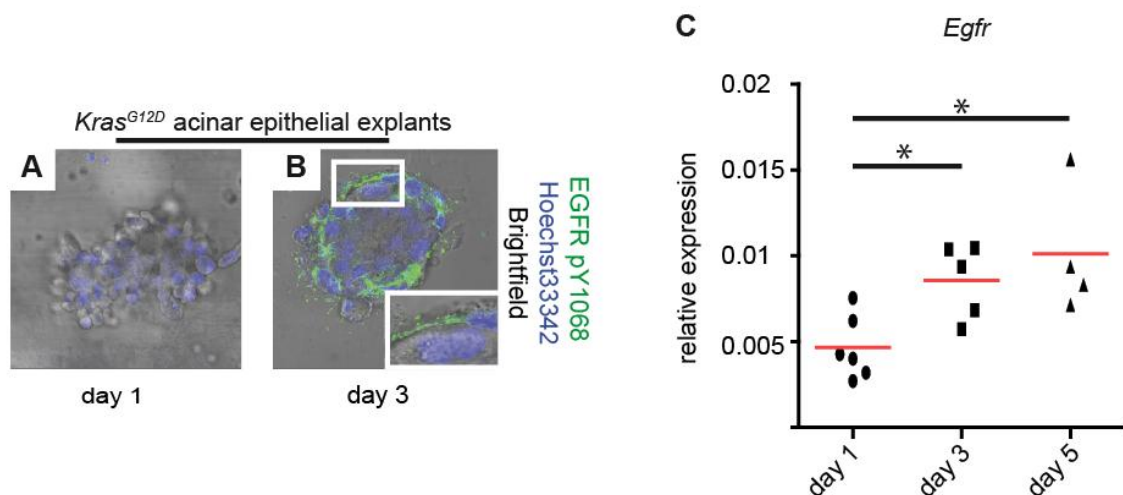 Kras^G12D acinar epithelial explants
A
B
EGFR pY1068
Hoechst33342
Brightfield
day 1
day 3
C
Egfr
0.02
0.015
0.01
0.005
relative expression
*
*
day 1
day 3
day 5